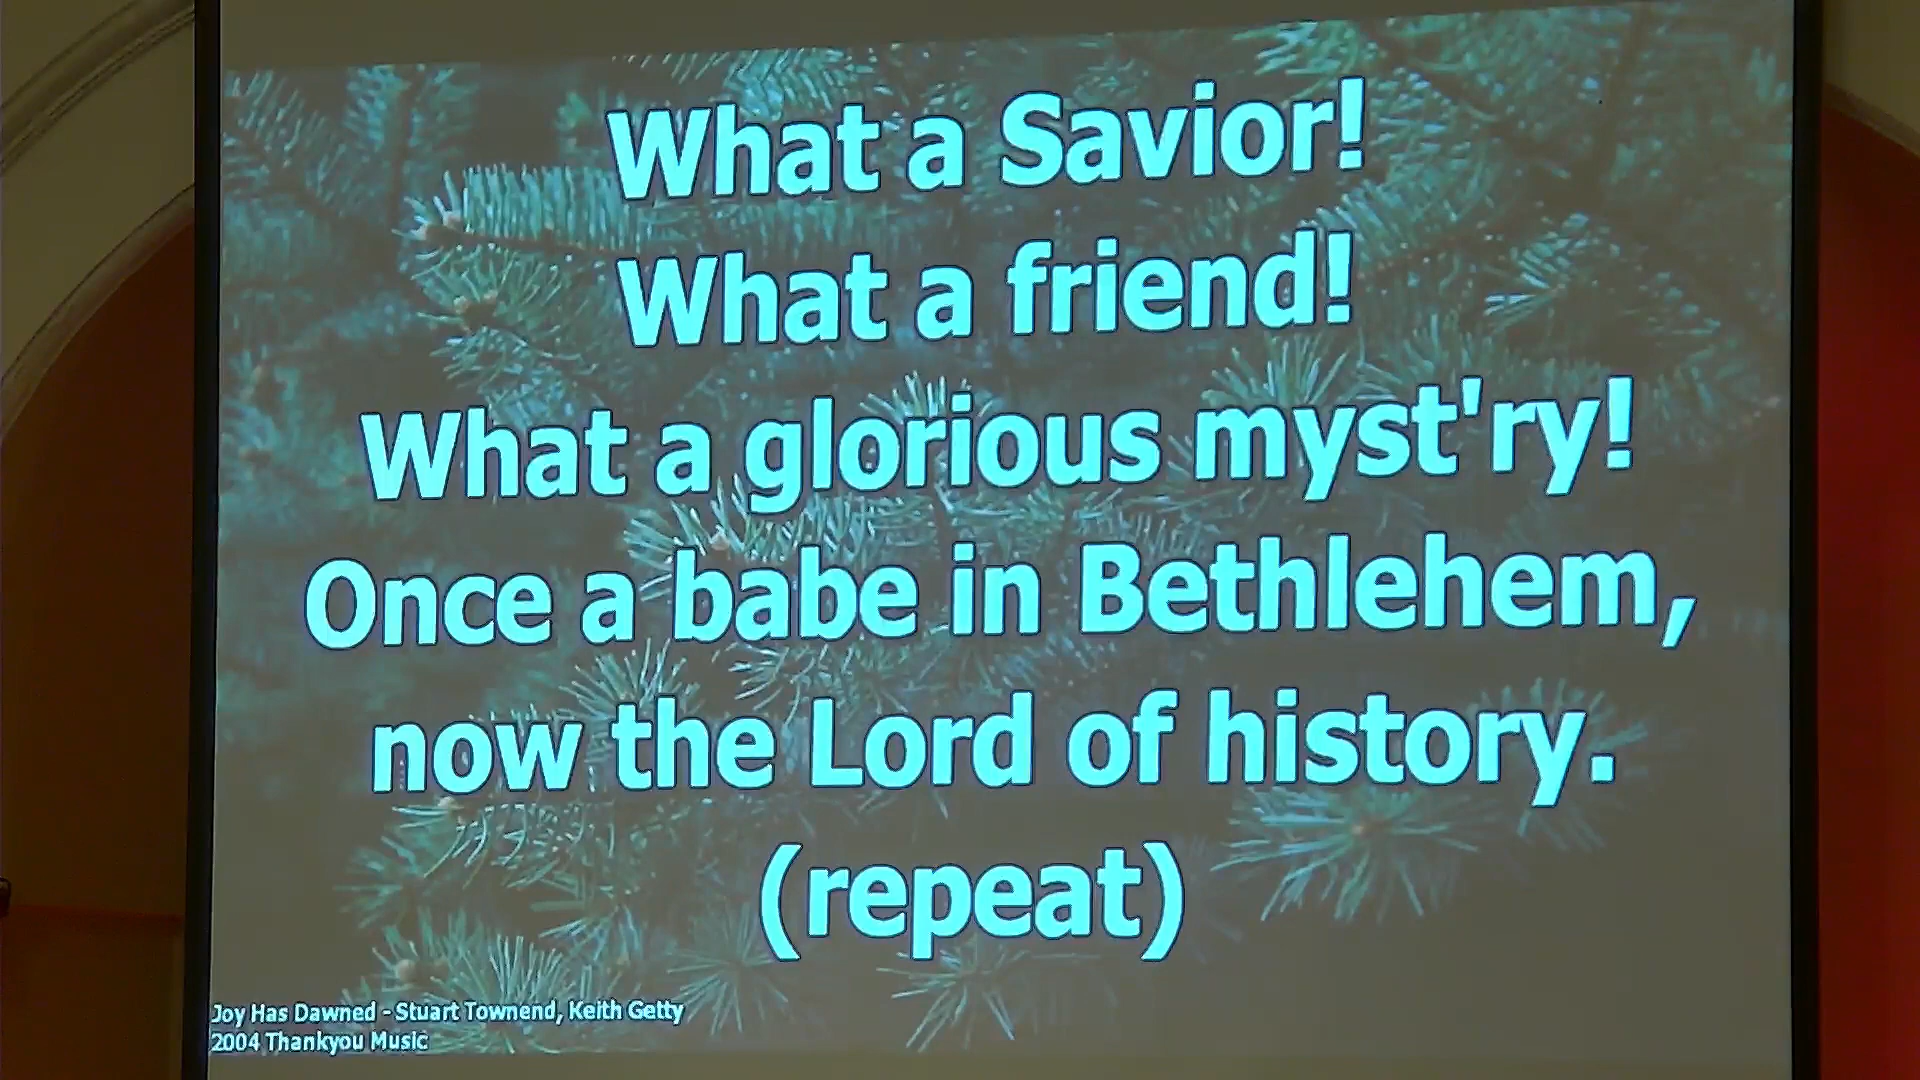 What a Savior!
What a friend!
What a glorious myst'ry!
Once a babe in Bethlehem,
now the Lord of history.
(repeat)
Joy Has Dawned - Stuart Townend, Keith Getty
2004 Thankyou Music